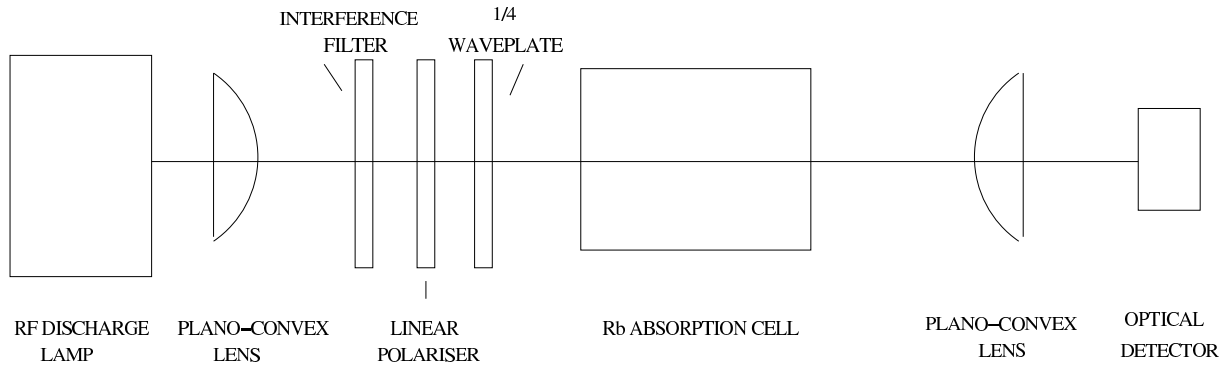 INTERFERENCE
FILTER
1/4
WAVEPLATE
RF DISCHARGE
LAMP
PLANO-CONVEX
LENS
LINEAR
POLARISER
Rb ABSORPTION CELL
PLANO-CONVEX
LENS
OPTICAL
DETECTOR